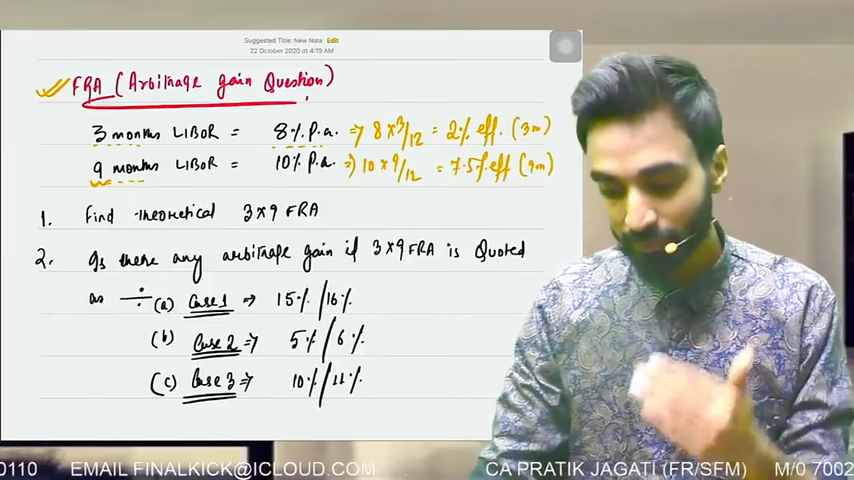 Suggested Title: New Note Edit
22 October 2020 at 4:19 AM
FRA (Arbitrage gain Question)
3 months LIBOR = 8% P.a. => 8 x 3/12 = 2% eff. (3m)
9 months LIBOR = 10% P.a. => 10 x 9/12 = 7.5% eff (9m)
1. Find theoretical 3x9 FRA
2. Is there any arbitrage gain if 3x9 FRA is Quoted
as ÷ (a) Case 1 => 15% / 16%
(b) Case 2 => 5% / 6%
(c) Case 3 => 10% / 11%
0110 EMAIL FINALKICK@ICLOUD.COM CA PRATIK JAGATI (FR/SFM) M/0 7002